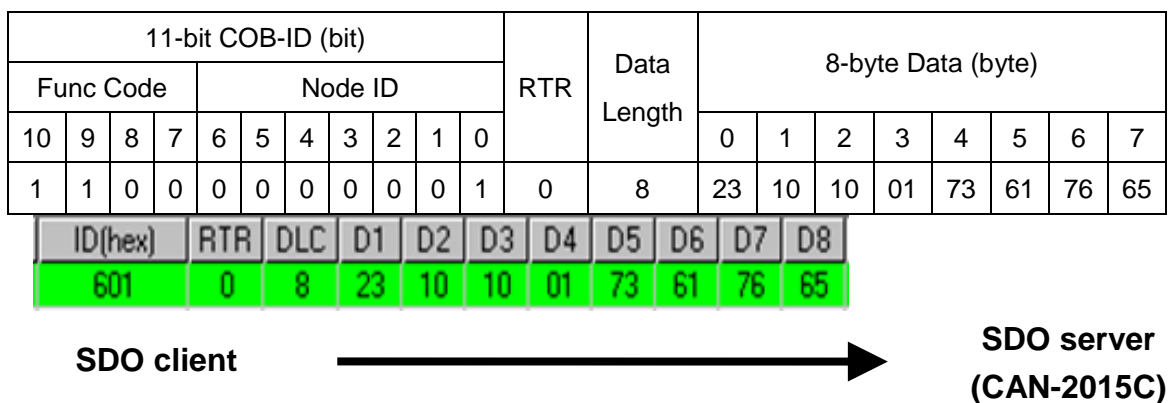 11-bit COB-ID (bit) RTR Data Length 8-byte Data (byte)
Func Code Node ID
10 9 8 7 6 5 4 3 2 1 0 0 1 2 3 4 5 6 7
1 1 0 0 0 0 0 0 0 0 1 0 8 23 10 10 01 73 61 76 65
ID(hex) RTR DLC D1 D2 D3 D4 D5 D6 D7 D8
601 0 8 23 10 10 01 73 61 76 65
SDO client
SDO server
(CAN-2015C)